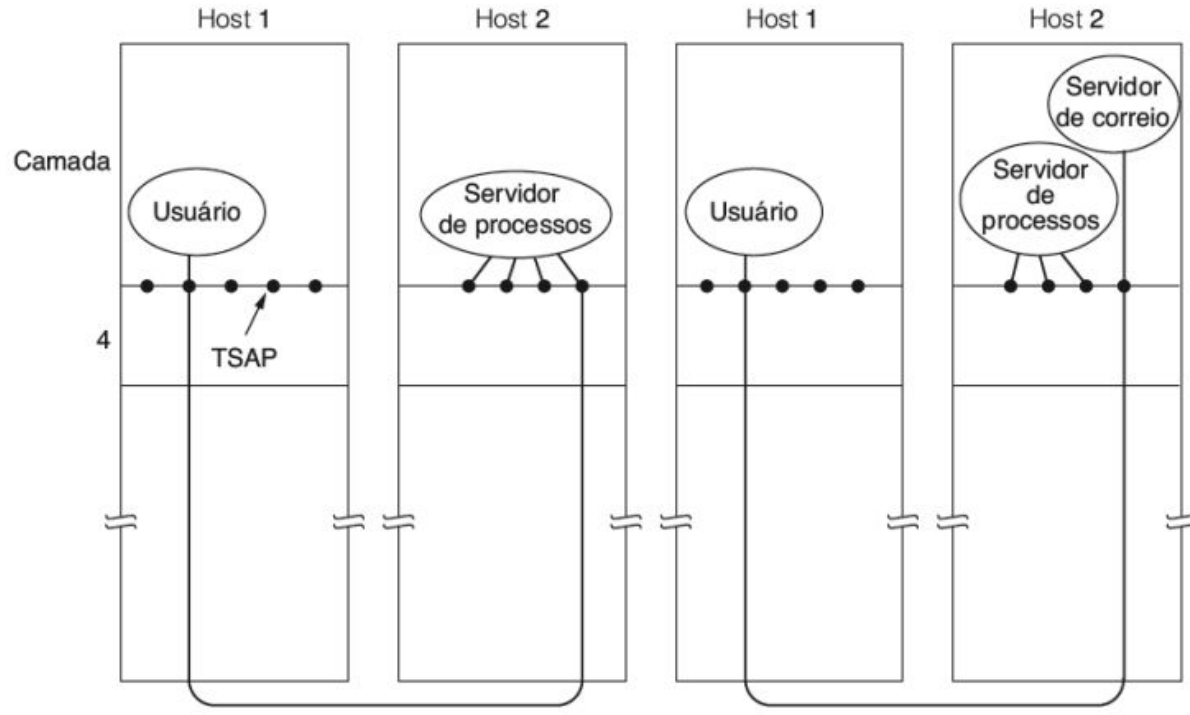 Host 1
Host 2
Host 1
Host 2
Servidor
de correio
Camada
Usuário
Servidor
de processos
Usuário
Servidor
de
processos
4
TSAP